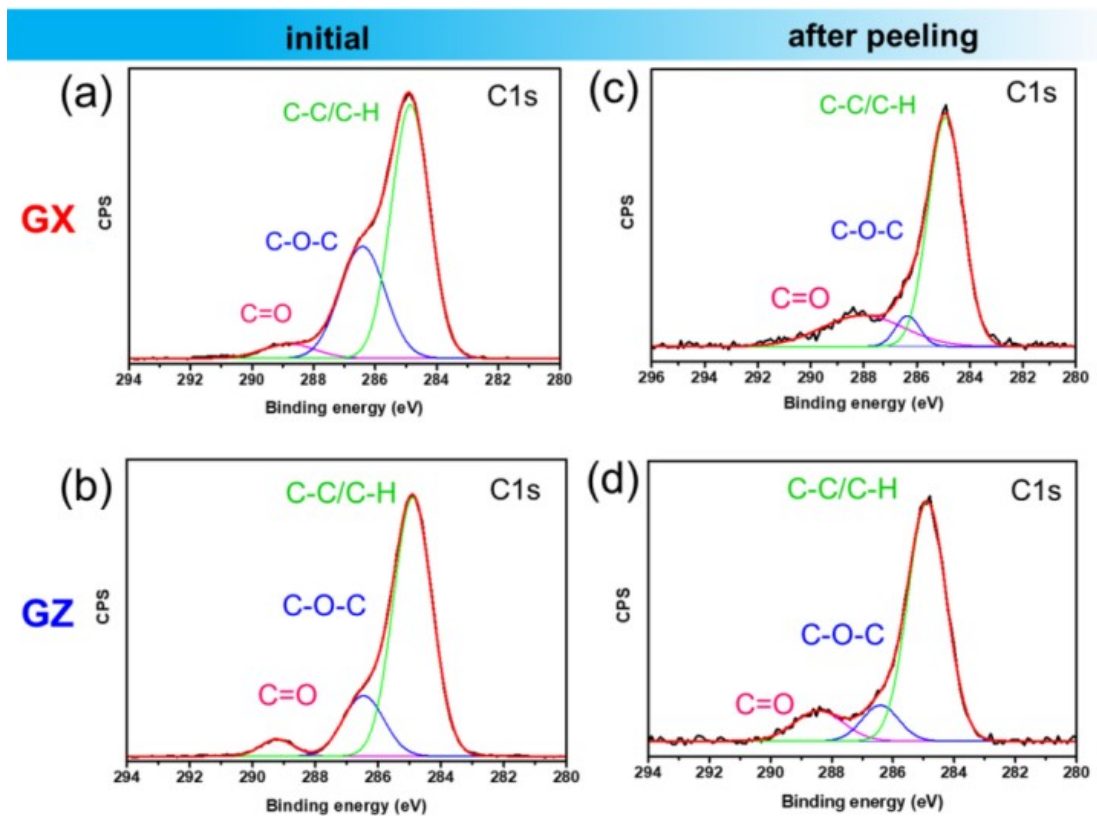 initial
after peeling
GX
(a)
C1s
C-C/C-H
C-O-C
C=O
CPS
294 292 290 288 286 284 282 280
Binding energy (eV)
(c)
C1s
C-C/C-H
C-O-C
C=O
CPS
296 294 292 290 288 286 284 282 280
Binding energy (eV)
GZ
(b)
C1s
C-C/C-H
C-O-C
C=O
CPS
294 292 290 288 286 284 282 280
Binding energy (eV)
(d)
C1s
C-C/C-H
C-O-C
C=O
CPS
294 292 290 288 286 284 282 280
Binding energy (eV)